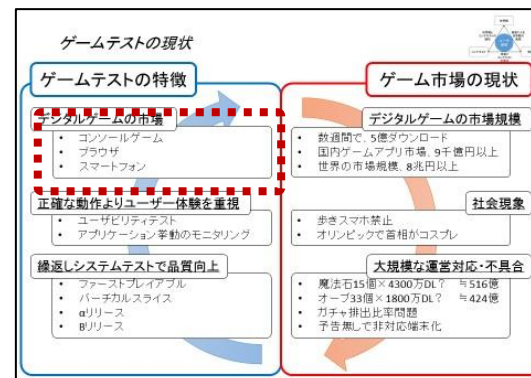 ゲームテストの現状
ゲームテストの特徴
デジタルゲームの市場
• コンソールゲーム
• ブラウザ
• スマートフォン
正確な動作よりユーザー体験を重視
• ユーザビリティテスト
• アプリケーション挙動のモニタリング
繰返しシステムテストで品質向上
• ファーストプレイアブル
• バーチカルスライス
• αリリース
• Βリリース
ゲーム市場の現状
デジタルゲームの市場規模
• 数週間で、5億ダウンロード
• 国内ゲームアプリ市場、9千億円以上
• 世界の市場規模、8兆円以上
社会現象
• 歩きスマホ禁止
• オリンピックで首相がコスプレ
大規模な運営対応・不具合
• 魔法石15個×4300万DL? ≒516億
• オーブ33個×1800万DL? ≒424億
• ガチャ排出比率問題
• 予告無しで非対応端末化